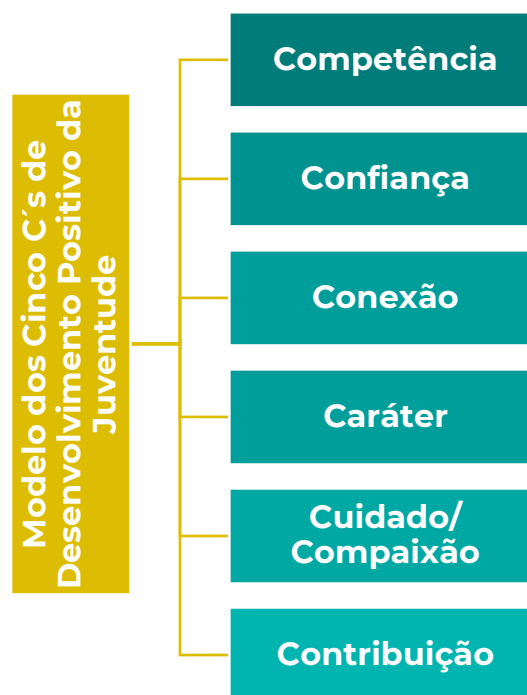 Modelo dos Cinco C´s de
Desenvolvimento Positivo da
Juventude
Competência
Confiança
Conexão
Caráter
Cuidado/
Compaixão
Contribuição